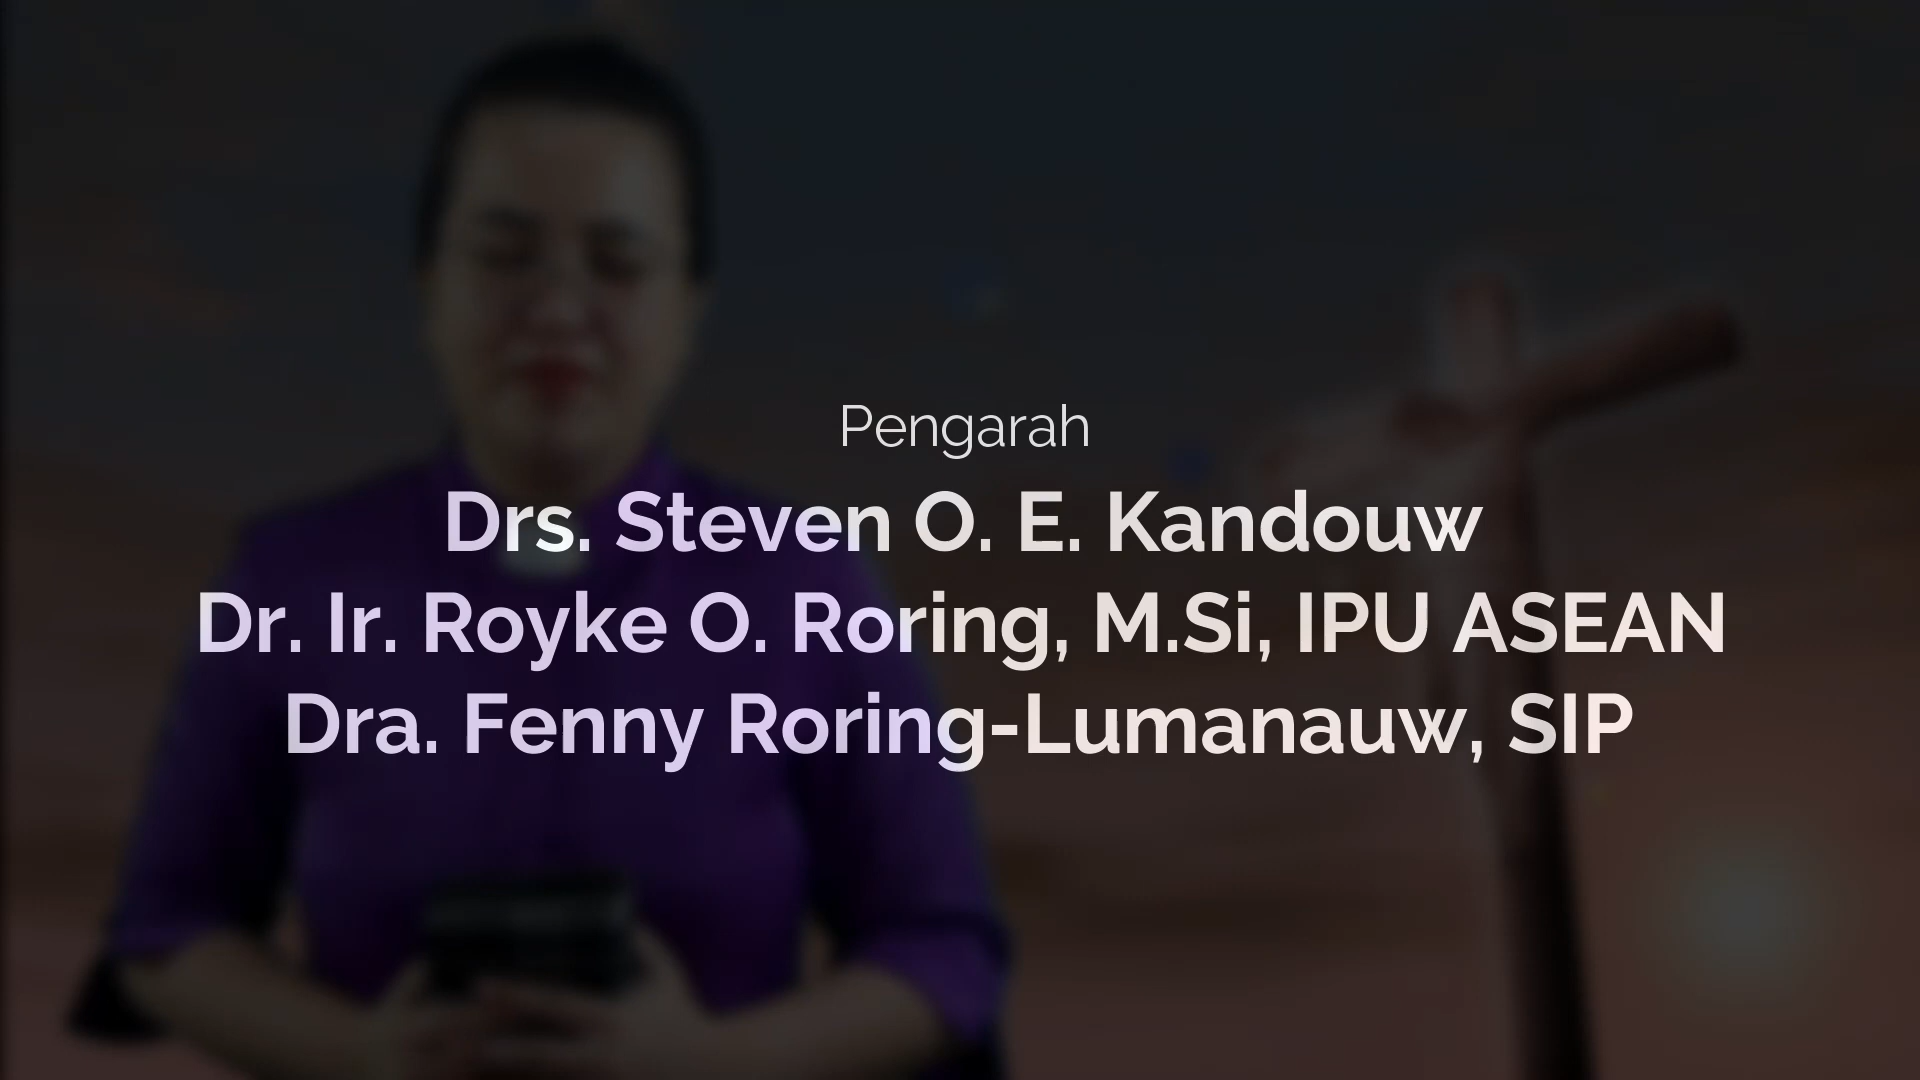 Pengarah
Drs. Steven O. E. Kandouw
Dr. Ir. Royke O. Roring, M.Si, IPU ASEAN
Dra. Fenny Roring-Lumanauw, SIP